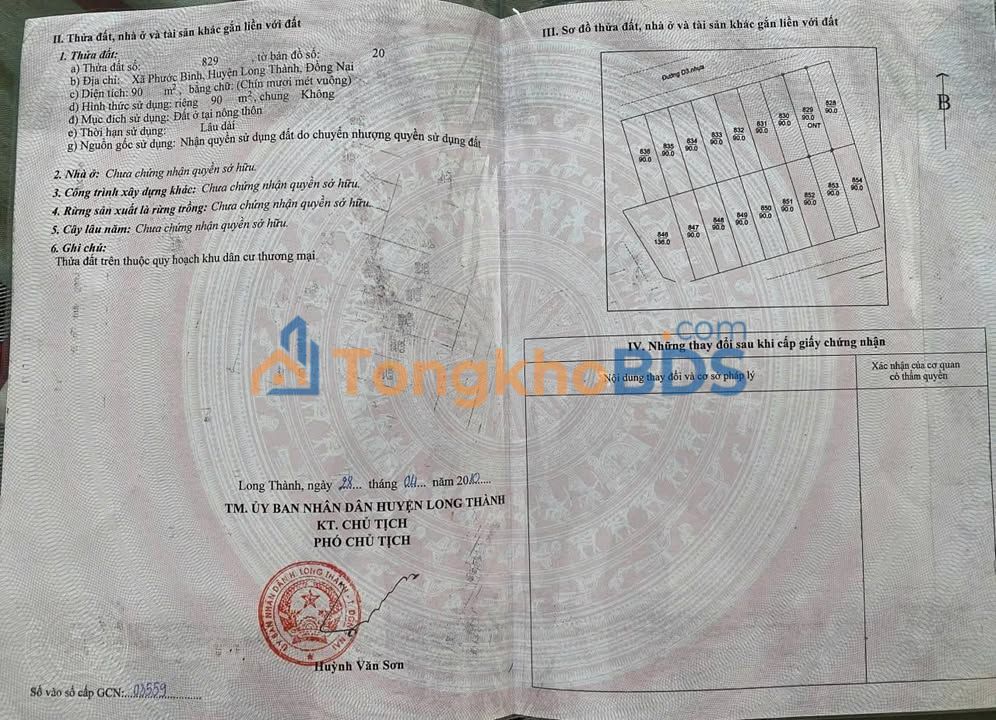 II. Thửa đất, nhà ở và tài sản khác gắn liền với đất
1. Thửa đất:
a) Thửa đất số: 829 , tờ bản đồ số: 20
b) Địa chỉ: Xã Phước Bình, Huyện Long Thành, Đồng Nai
c) Diện tích: 90 m², bằng chữ: (Chín mươi mét vuông)
d) Hình thức sử dụng: riêng 90 m², chung Không
đ) Mục đích sử dụng: Đất ở tại nông thôn
e) Thời hạn sử dụng: Lâu dài
g) Nguồn gốc sử dụng: Nhận quyền sử dụng đất do chuyển nhượng quyền sử dụng đất
2. Nhà ở: Chưa chứng nhận quyền sở hữu.
3. Công trình xây dựng khác: Chưa chứng nhận quyền sở hữu.
4. Rừng sản xuất là rừng trồng: Chưa chứng nhận quyền sở hữu.
5. Cây lâu năm: Chưa chứng nhận quyền sở hữu.
6. Ghi chú:
Thửa đất trên thuộc quy hoạch khu dân cư thương mại
Long Thành, ngày 28... tháng 04... năm 2010.....
TM. ỦY BAN NHÂN DÂN HUYỆN LONG THÀNH
KT. CHỦ TỊCH
PHÓ CHỦ TỊCH
ỦY BAN NHÂN DÂN H. LONG THÀNH - T. ĐỒNG NAI
Huỳnh Văn Sơn
Số vào sổ cấp GCN:...03559...
III. Sơ đồ thửa đất, nhà ở và tài sản khác gắn liền với đất
Đường D3.nhựa
B
836 90.0
835 90.0
834 90.0
833 90.0
832 90.0
831 90.0
830 90.0
829 90.0
ONT
828 90.0
846 136.0
847 90.0
848 90.0
849 90.0
850 90.0
851 90.0
852 90.0
853 90.0
854 90.0
IV. Những thay đổi sau khi cấp giấy chứng nhận
Nội dung thay đổi và cơ sở pháp lý
Xác nhận của cơ quan
có thẩm quyền
TongkhoBDS.com